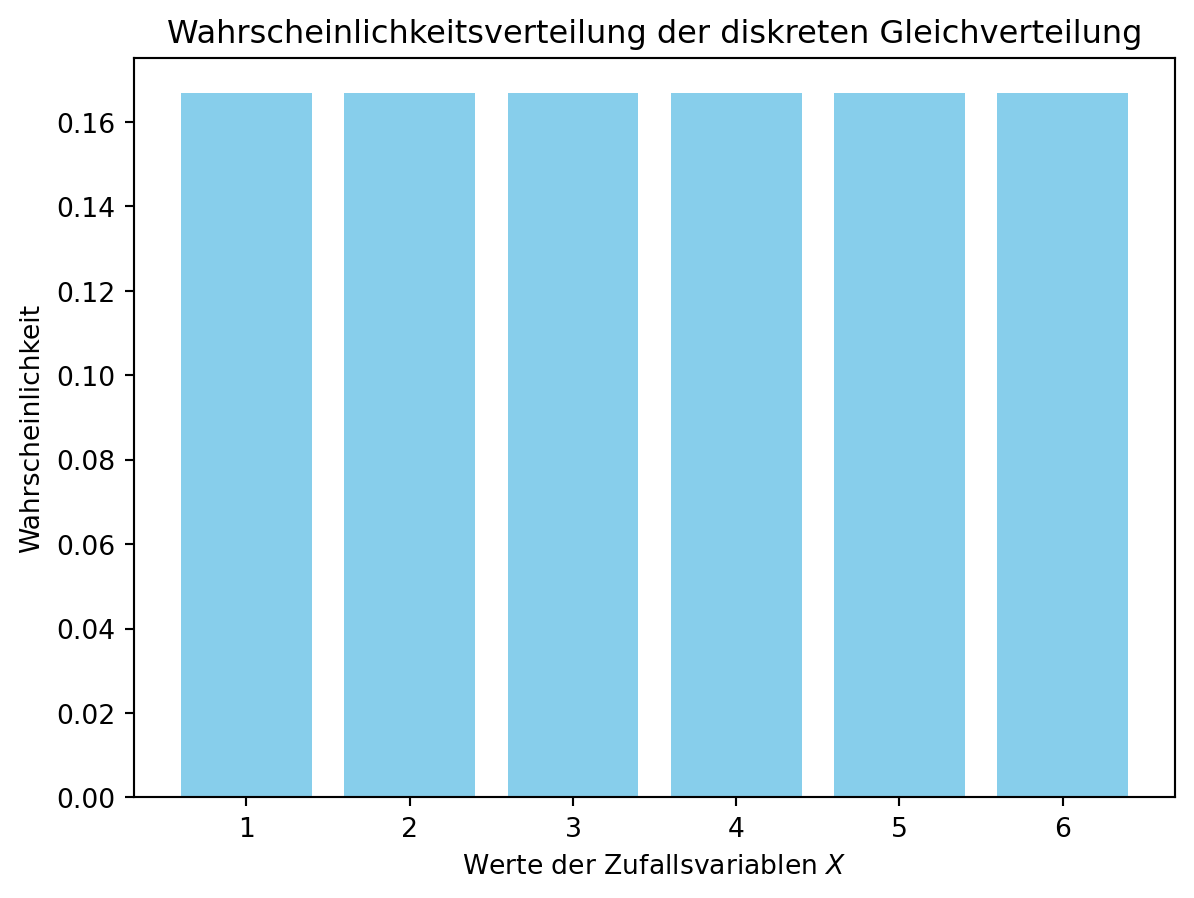 Wahrscheinlichkeitsverteilung der diskreten Gleichverteilung
Wahrscheinlichkeit
0.16
0.14
0.12
0.10
0.08
0.06
0.04
0.02
0.00
1 2 3 4 5 6
Werte der Zufallsvariablen X